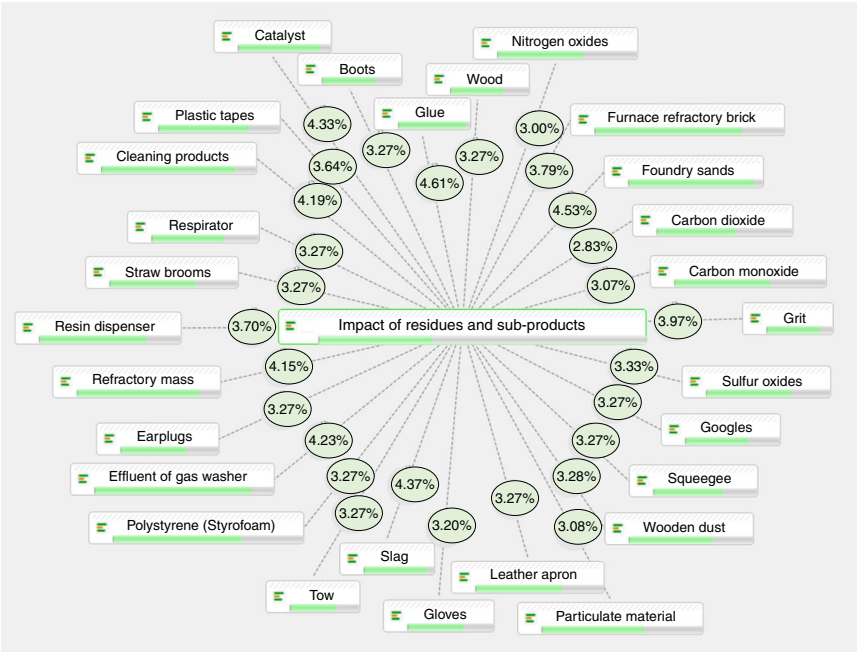 Catalyst
Nitrogen oxides
Boots
Wood
Glue
Plastic tapes
Furnace refractory brick
4.33%
3.00%
3.27%
3.27%
Cleaning products
3.64%
3.79%
Foundry sands
4.61%
4.19%
4.53%
Respirator
Carbon dioxide
3.27%
2.83%
Straw brooms
Carbon monoxide
3.27%
3.07%
Resin dispenser
3.70%
Impact of residues and sub-products
3.97%
Grit
Refractory mass
4.15%
3.33%
Sulfur oxides
3.27%
3.27%
Earplugs
Googles
4.23%
3.27%
Effluent of gas washer
3.27%
3.28%
Squeegee
4.37%
3.27%
Polystyrene (Styrofoam)
3.27%
3.20%
3.08%
Wooden dust
Slag
Leather apron
Tow
Gloves
Particulate material